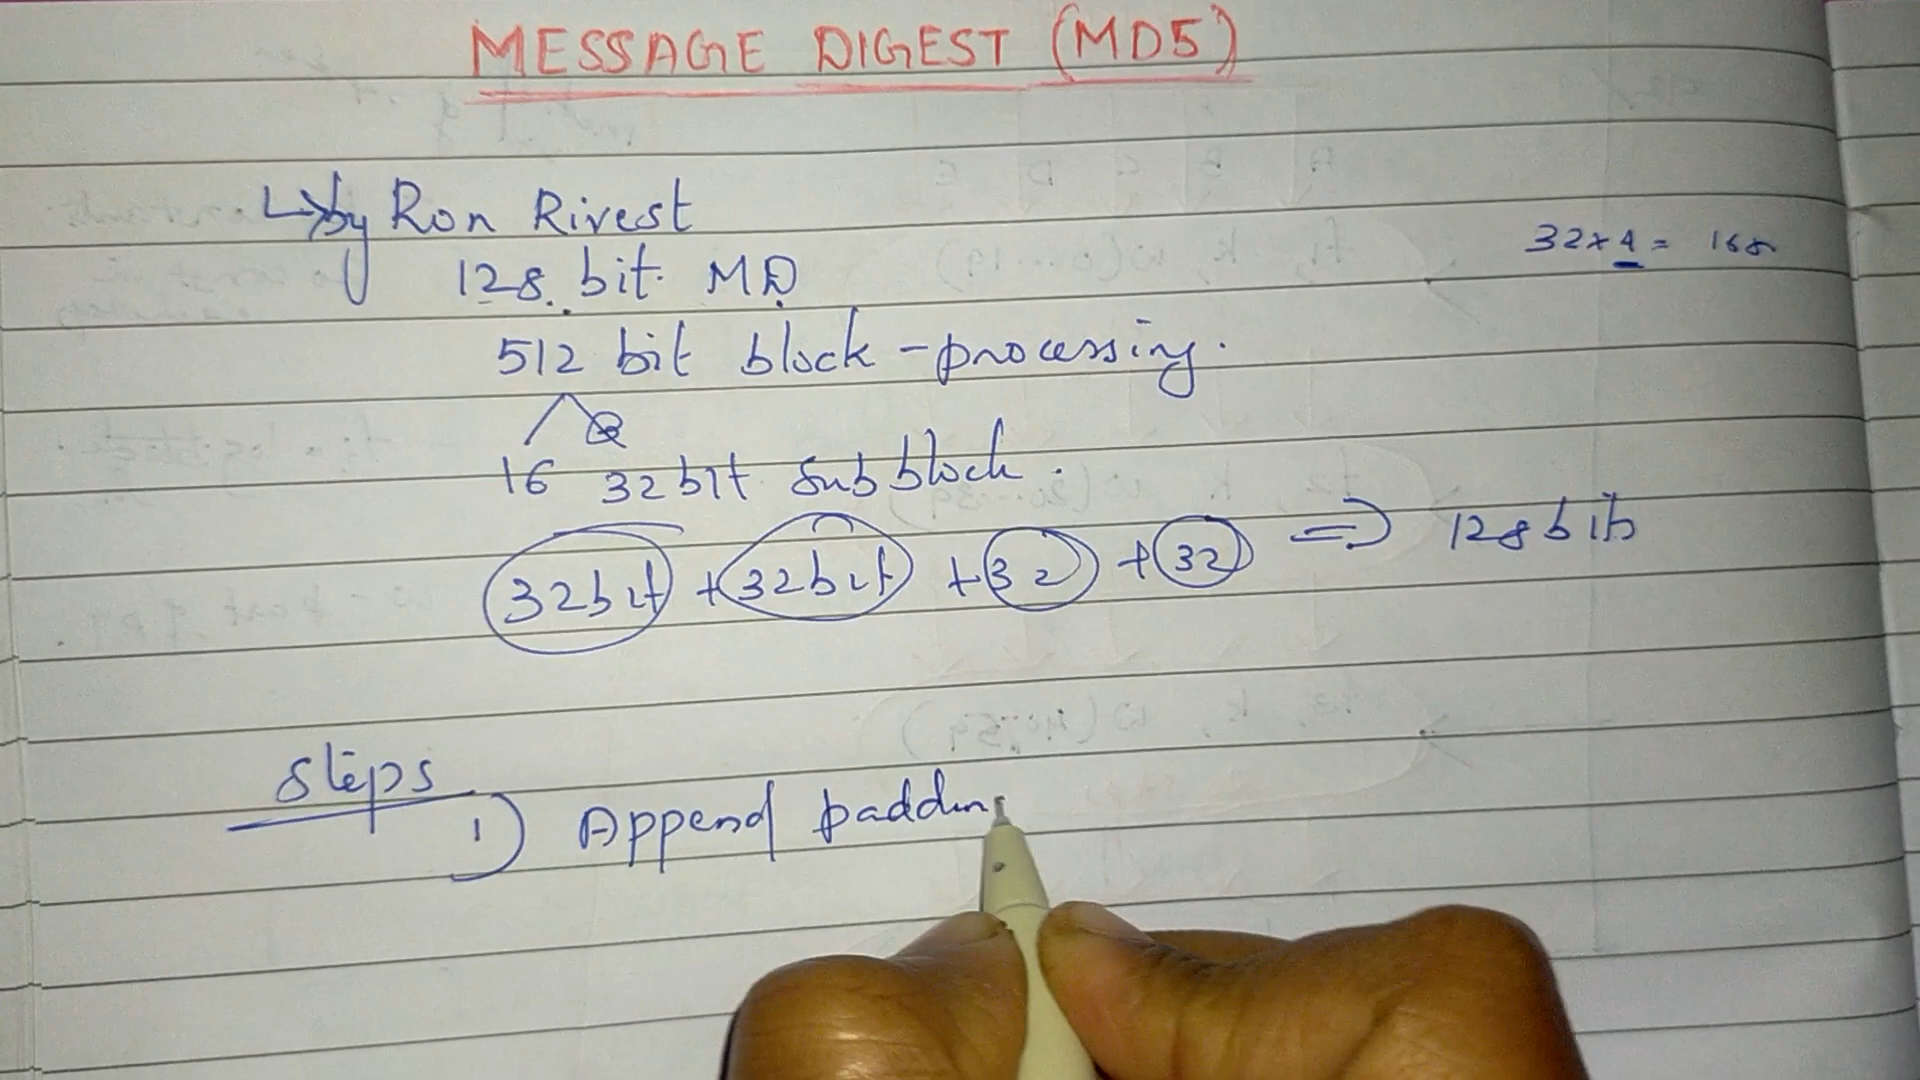 MESSAGE DIGEST (MD5)
↳ by Ron Rivest
32 x 4 = 168
128 bit MD
512 bit block - processing.
16 32 bit sub block.
32 bit + 32 bit + 32 + 32 ⇒ 128 bits
Steps
1) Append paddin